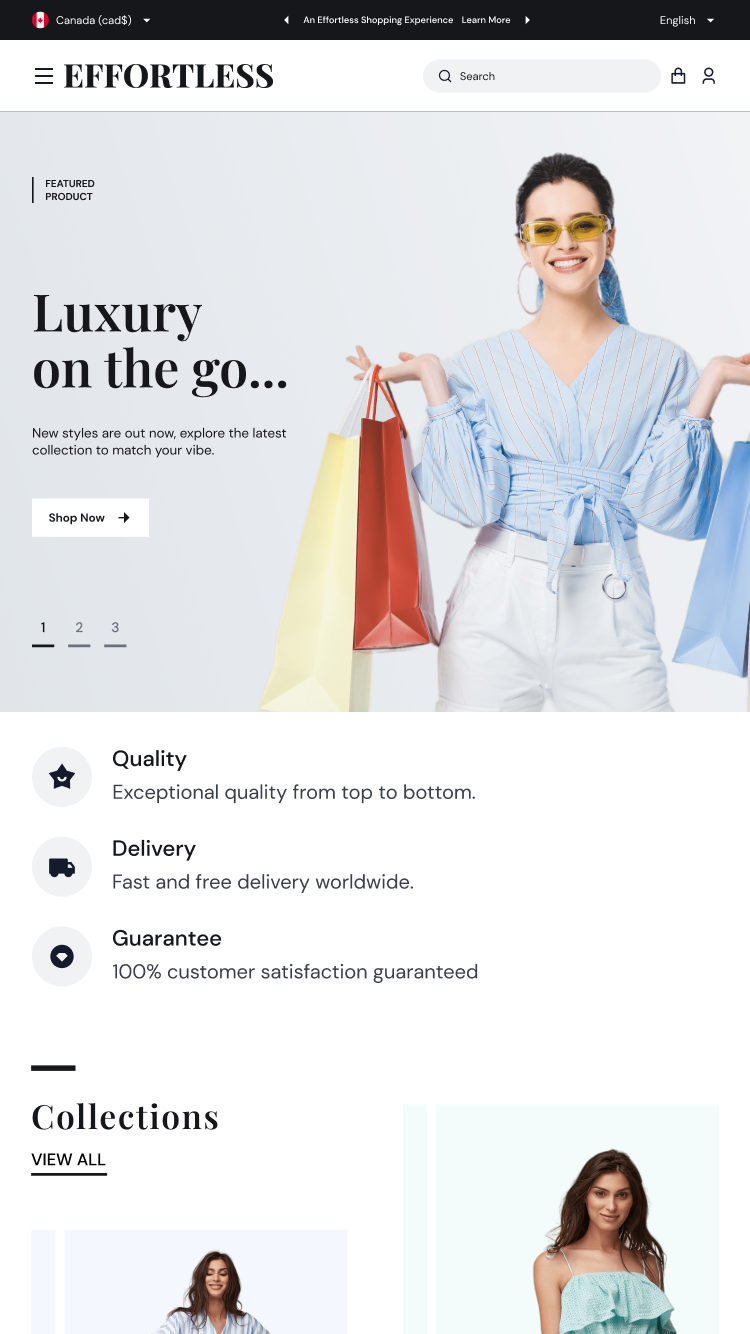 Canada (cad$)
An Effortless Shopping Experience Learn More
English
EFFORTLESS
Search
FEATURED
PRODUCT
Luxury
on the go...
New styles are out now, explore the latest
collection to match your vibe.
Shop Now
1 2 3
Quality
Exceptional quality from top to bottom.
Delivery
Fast and free delivery worldwide.
Guarantee
100% customer satisfaction guaranteed
Collections
VIEW ALL